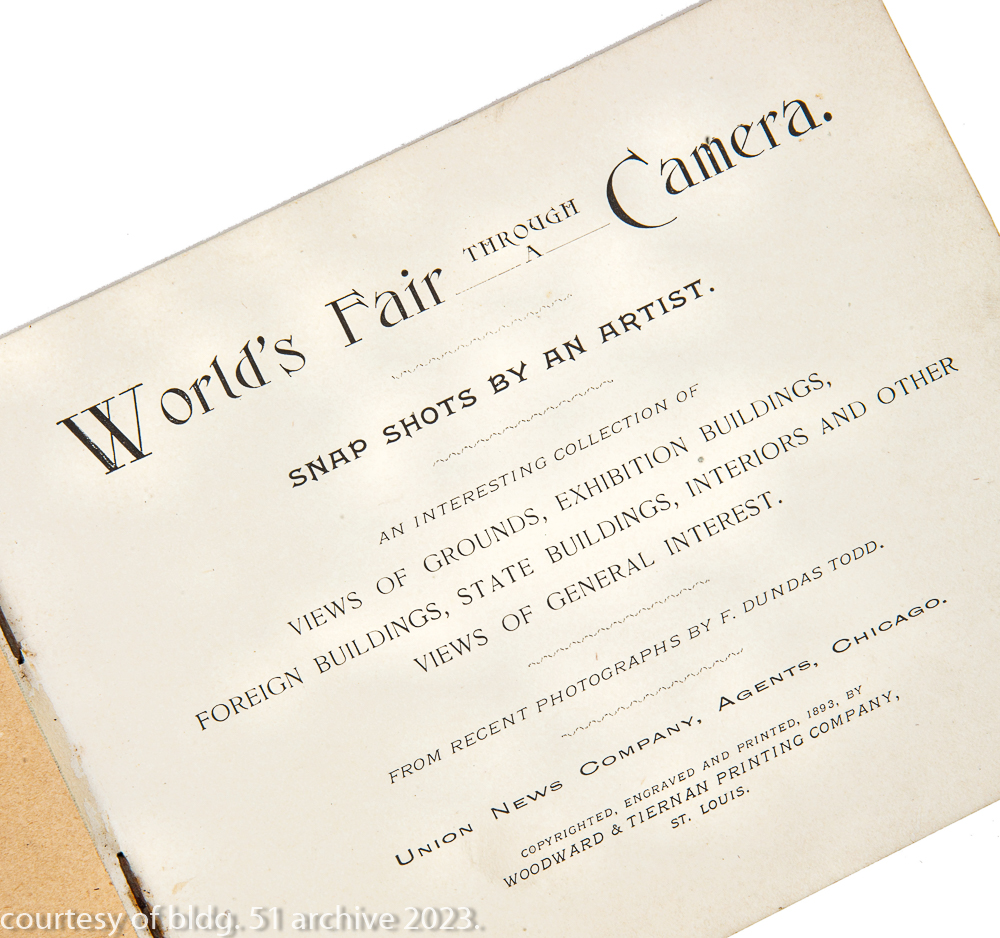 World's Fair THROUGH A Camera.
SNAP SHOTS BY AN ARTIST.
AN INTERESTING COLLECTION OF
VIEWS OF GROUNDS, EXHIBITION BUILDINGS,
FOREIGN BUILDINGS, STATE BUILDINGS, INTERIORS AND OTHER
VIEWS OF GENERAL INTEREST.
FROM RECENT PHOTOGRAPHS BY F. DUNDAS TODD.
UNION NEWS COMPANY, AGENTS, CHICAGO.
COPYRIGHTED, ENGRAVED AND PRINTED, 1893, BY
WOODWARD & TIERNAN PRINTING COMPANY,
ST. LOUIS.
courtesy of bldg. 51 archive 2023.